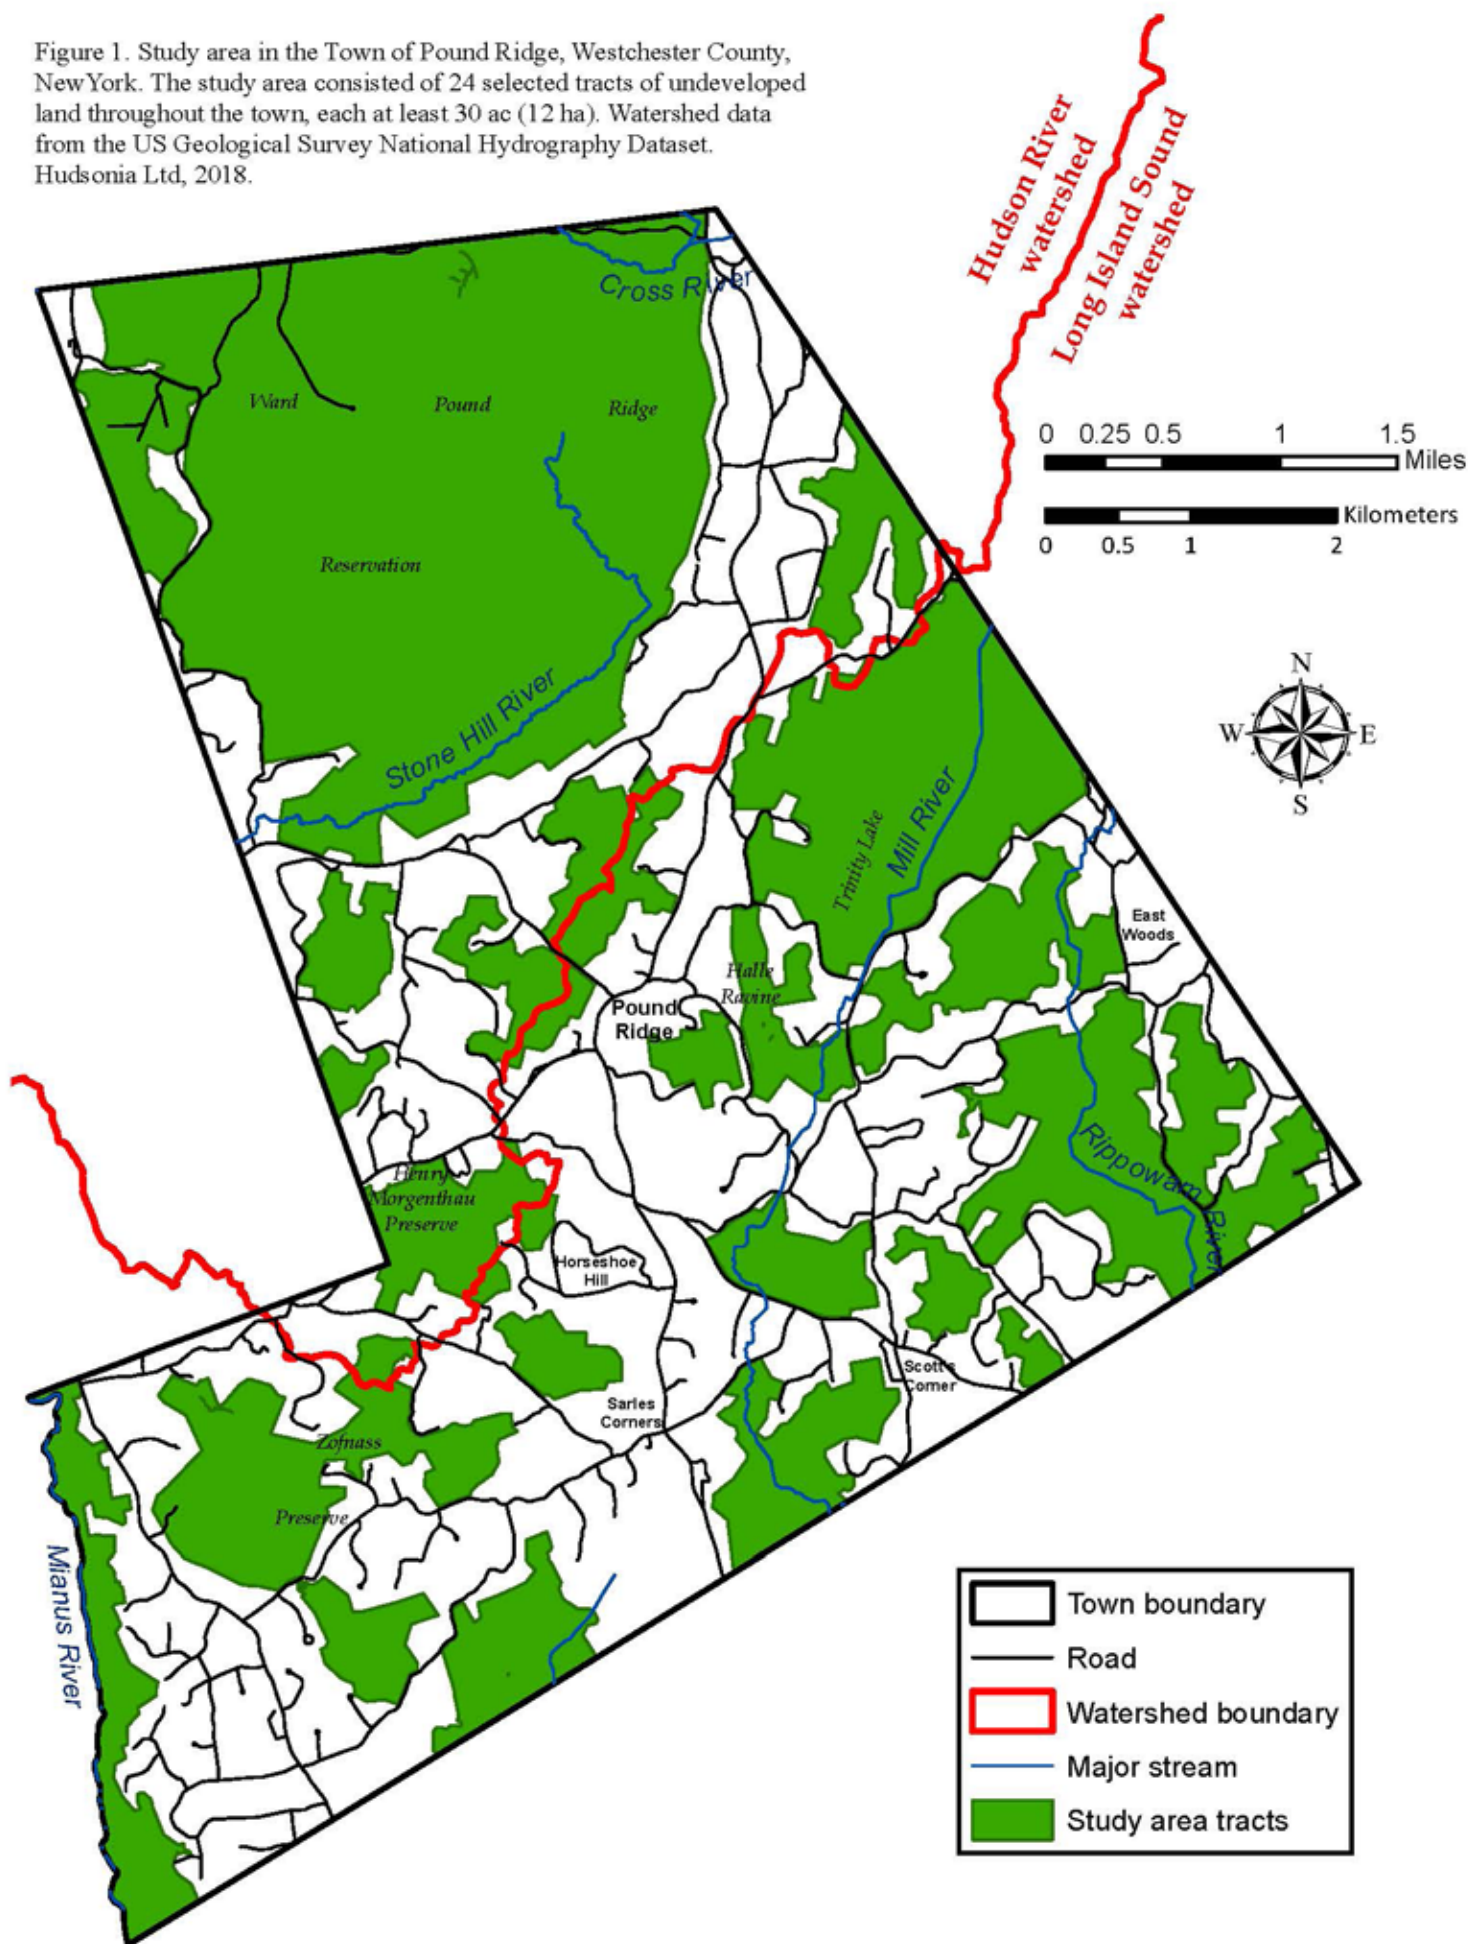 Figure 1. Study area in the Town of Pound Ridge, Westchester County,
New York. The study area consisted of 24 selected tracts of undeveloped
land throughout the town, each at least 30 ac (12 ha). Watershed data
from the US Geological Survey National Hydrography Dataset.
Hudsonia Ltd, 2018.
Hudson River
watershed
Long Island Sound
watershed
Cross River
Ward Pound Ridge
Reservation
0 0.25 0.5 1 1.5
Miles
Kilometers
0 0.5 1 2
N
W E
S
Stone Hill River
Mill River
Trinity Lake
East
Woods
Halle
Ravine
Pound
Ridge
Rippowam River
Henry
Morgenthau
Preserve
Horseshoe
Hill
Scott's
Corner
Sarles
Corners
Zofnass
Preserve
Mianus River
Town boundary
Road
Watershed boundary
Major stream
Study area tracts